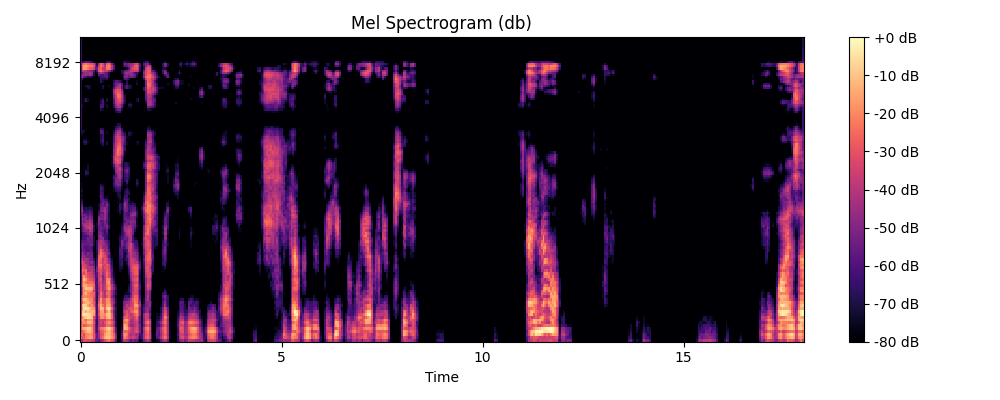 Mel Spectrogram (db)
8192
4096
2048
1024
512
0
Hz
0 5 10 15
Time
+0 dB
-10 dB
-20 dB
-30 dB
-40 dB
-50 dB
-60 dB
-70 dB
-80 dB